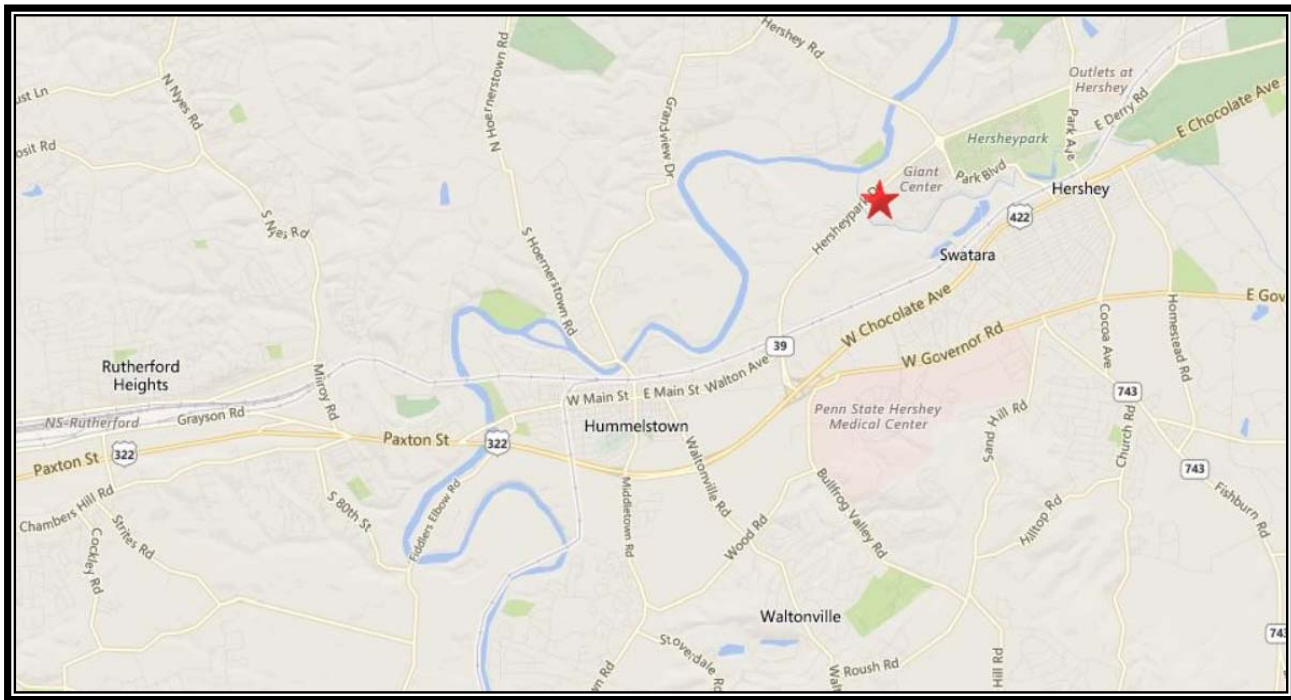 Hershey Rd
N Hoernerstown Rd
Outlets at
Hershey
N Nyes Rd
ust Ln
Grandview Dr
E Derry Rd
E Chocolate Ave
Park Ave
Hersheypark
osit Rd
Giant
Center
Park Blvd
Hershey
Hersheypark Dr
422
S Nyes Rd
S Hoernerstown Rd
Swatara
E Gov
W Chocolate Ave
Homestead Rd
Cocoa Ave
39
W Governor Rd
Rutherford
Heights
Walton Ave
E Main St
W Main St
743
Milroy Rd
Grayson Rd
NS-Rutherford
Penn State Hershey
Medical Center
Sand Hill Rd
Church Rd
Hummelstown
Paxton St
322
322
Paxton St
Waltonville Rd
743
Chambers Hill Rd
Fiddlers Elbow Rd
Middletown Rd
Bullfrog Valley Rd
Fishburn Rd
S 80th St
Strites Rd
Wood Rd
Hilltop Rd
Cockley Rd
Waltonville
743
Stoverdale Rd
wn Rd
Walt
Roush Rd
Hill Rd